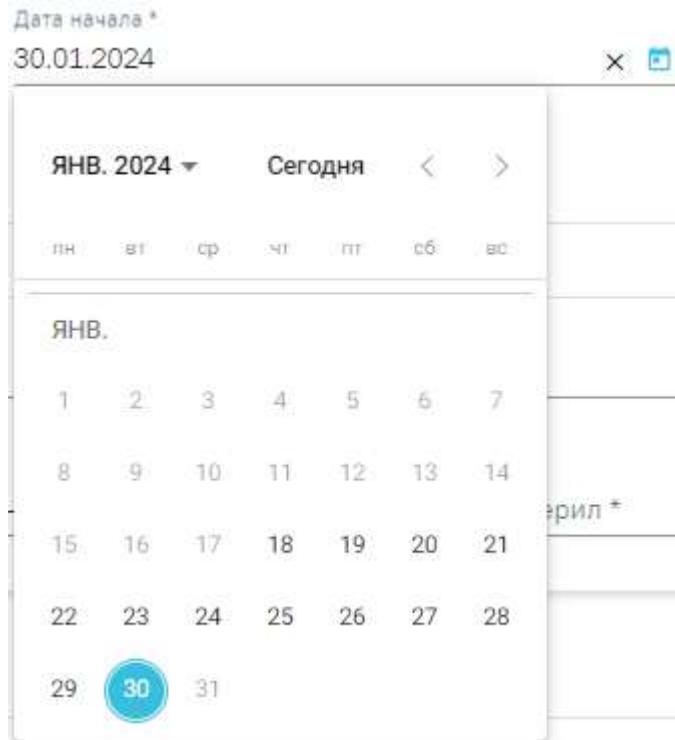 Дата начала *
30.01.2024
ЯНВ. 2024 Сегодня
пн вт ср чт пт сб вс
ЯНВ.
1 2 3 4 5 6 7
8 9 10 11 12 13 14
ерил *
15 16 17 18 19 20 21
22 23 24 25 26 27 28
29 30 31